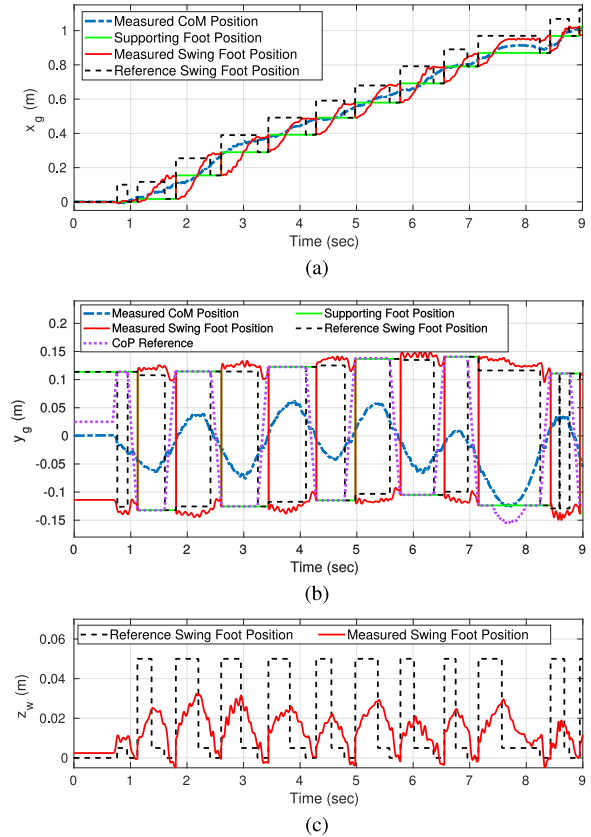 Measured CoM Position
Supporting Foot Position
Measured Swing Foot Position
Reference Swing Foot Position
1
0.8
0.6
0.4
0.2
0
x_g (m)
0 1 2 3 4 5 6 7 8 9
Time (sec)
(a)
Measured CoM Position Supporting Foot Position
Measured Swing Foot Position Reference Swing Foot Position
CoP Reference
0.2
0.15
0.1
0.05
0
-0.05
-0.1
-0.15
y_g (m)
0 1 2 3 4 5 6 7 8 9
Time (sec)
(b)
Reference Swing Foot Position Measured Swing Foot Position
0.06
0.04
0.02
0
z_w (m)
0 1 2 3 4 5 6 7 8 9
Time (sec)
(c)